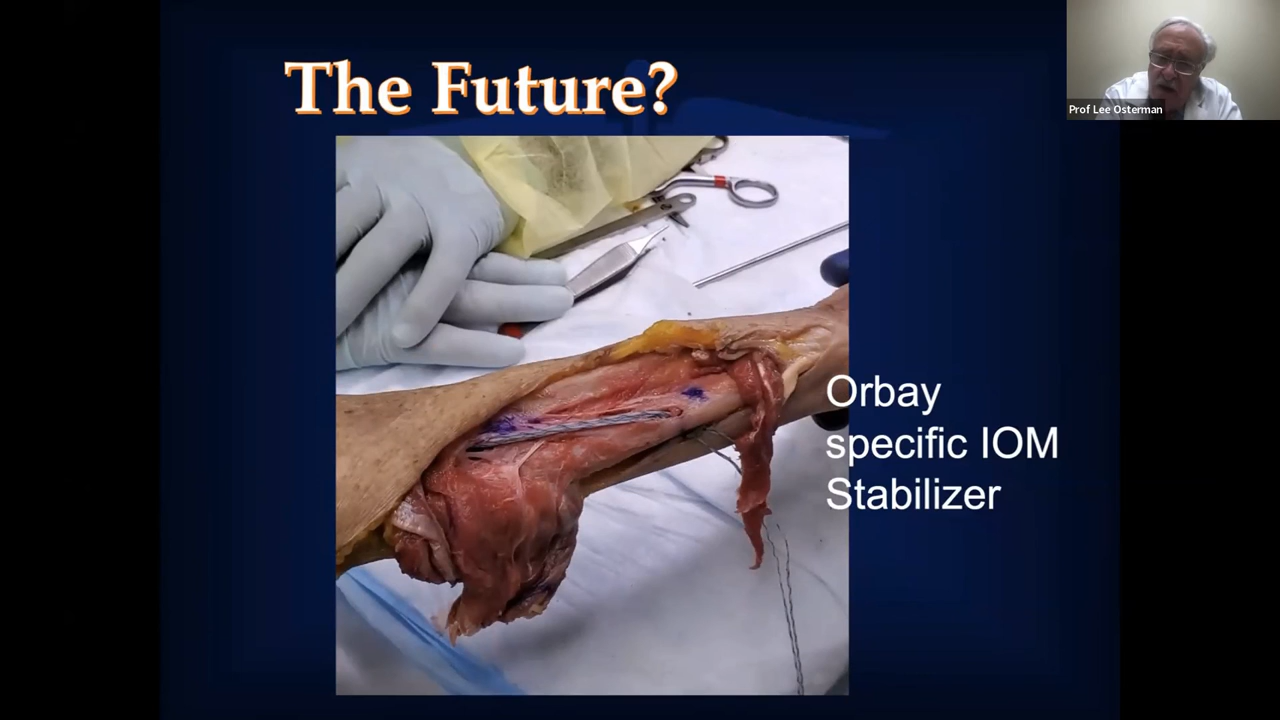 The Future?
Prof Lee Osterman
Orbay
specific IOM
Stabilizer